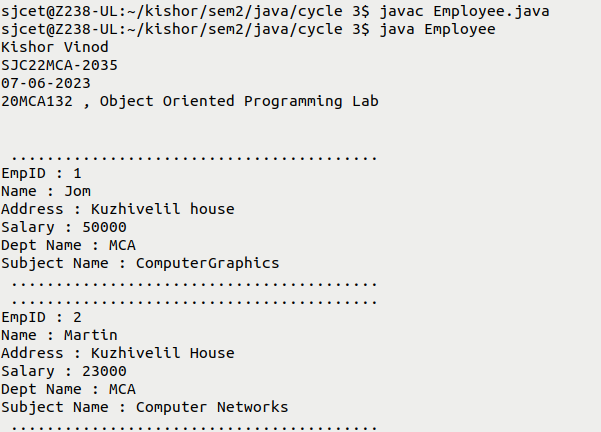 sjcet@Z238-UL:~/kishor/sem2/java/cycle 3$ javac Employee.java
sjcet@Z238-UL:~/kishor/sem2/java/cycle 3$ java Employee
Kishor Vinod
SJC22MCA-2035
07-06-2023
20MCA132 , Object Oriented Programming Lab
.........................................
EmpID : 1
Name : Jom
Address : Kuzhivelil house
Salary : 50000
Dept Name : MCA
Subject Name : ComputerGraphics
.........................................
.........................................
EmpID : 2
Name : Martin
Address : Kuzhivelil House
Salary : 23000
Dept Name : MCA
Subject Name : Computer Networks
.........................................